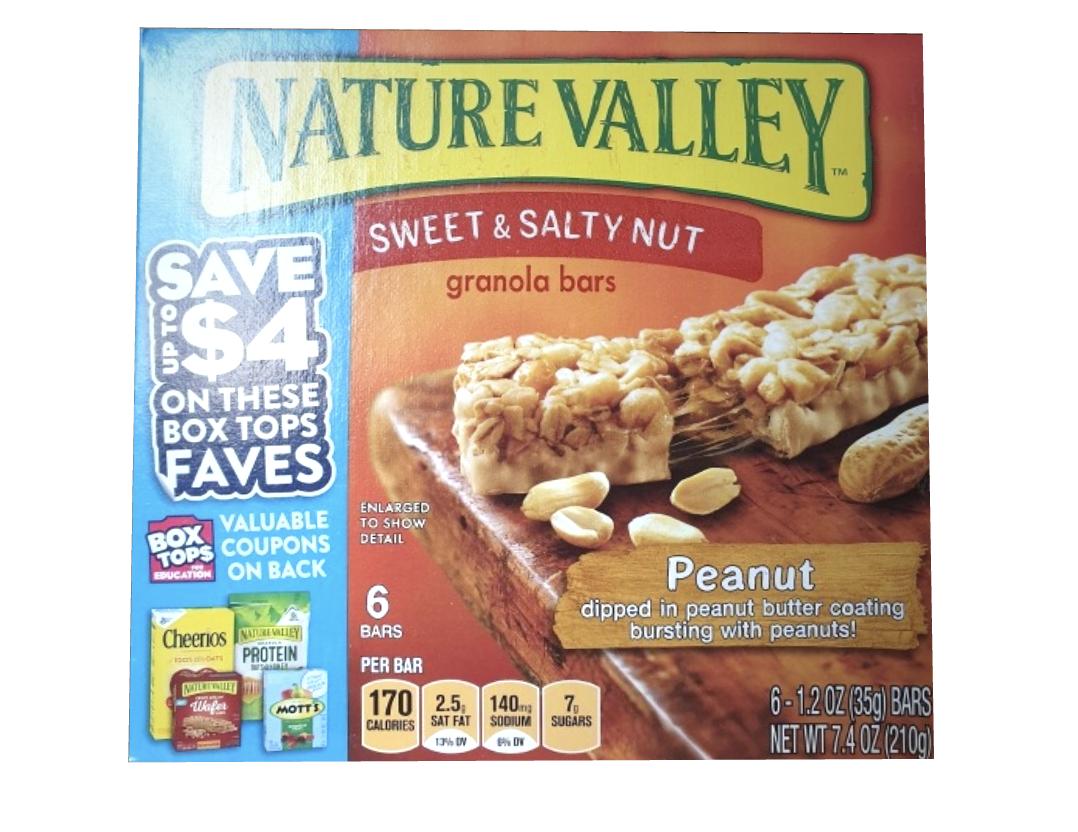 NATURE VALLEY™
SWEET & SALTY NUT
granola bars
SAVE
UP TO
$4
ON THESE
BOX TOPS
FAVES
BOX
TOPS
FOR
EDUCATION
VALUABLE
COUPONS
ON BACK
Cheerios
NATURE VALLEY
PROTEIN
NATURE VALLEY
Wafer
MOTT'S
ENLARGED
TO SHOW
DETAIL
6
BARS
PER BAR
170
CALORIES
2.5g
SAT FAT
13% DV
140mg
SODIUM
6% DV
7g
SUGARS
Peanut
dipped in peanut butter coating
bursting with peanuts!
6 - 1.2 OZ (35g) BARS
NET WT 7.4 OZ (210g)